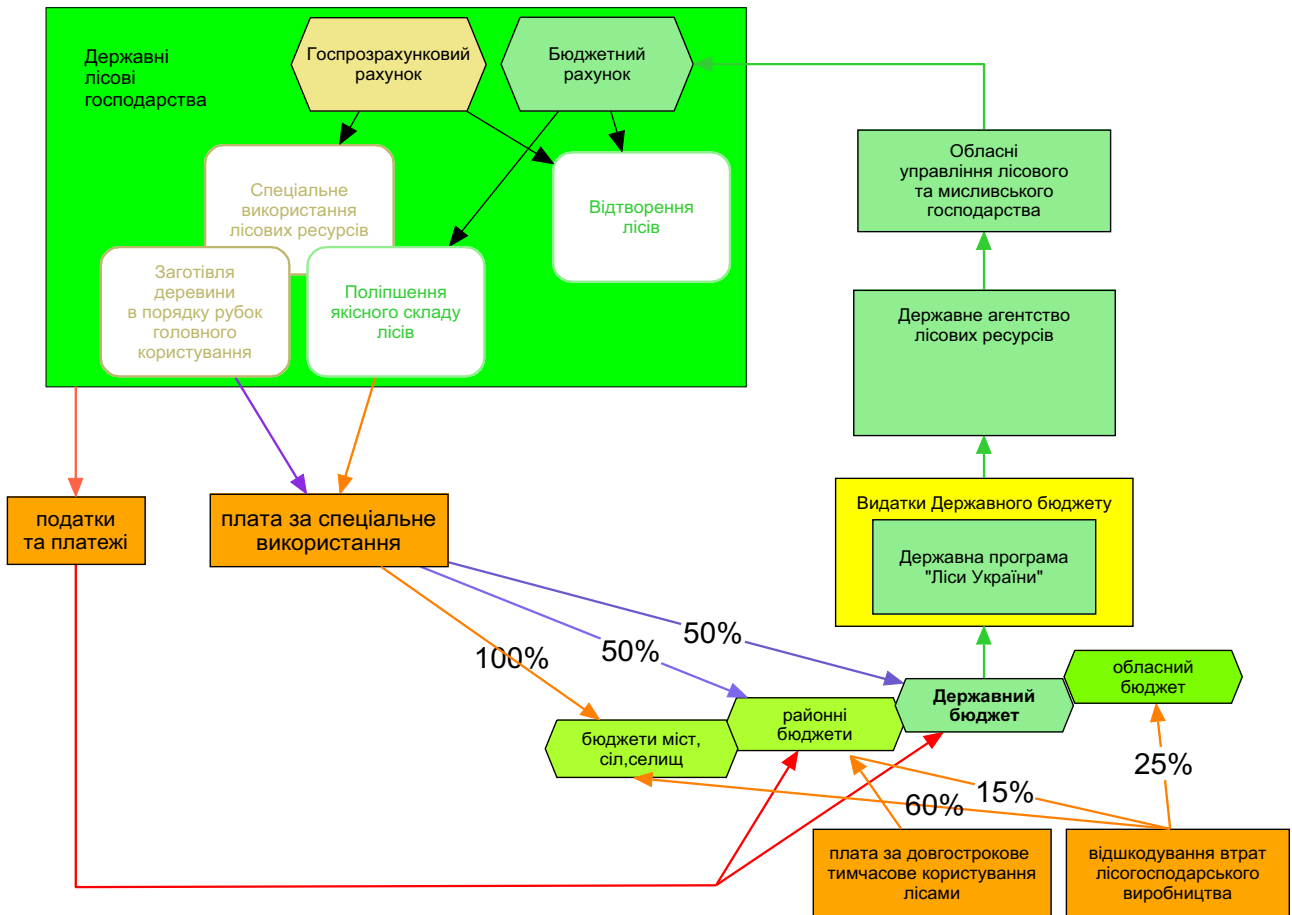 Державні
лісові
господарства
Госпрозрахунковий
рахунок
Бюджетний
рахунок
Спеціальне
використання
лісових ресурсів
Відтворення
лісів
Заготівля
деревини
в порядку рубок
головного
користування
Поліпшення
якісного складу
лісів
Обласні
управління лісового
та мисливського
господарства
Державне агентство
лісових ресурсів
Видатки Державного бюджету
Державна програма
"Ліси України"
податки
та платежі
плата за спеціальне
використання
100%
50%
50%
бюджети міст,
сіл,селищ
районні
бюджети
Державний
бюджет
обласний
бюджет
60%
15%
25%
плата за довгострокове
тимчасове користування
лісами
відшкодування втрат
лісогосподарського
виробництва